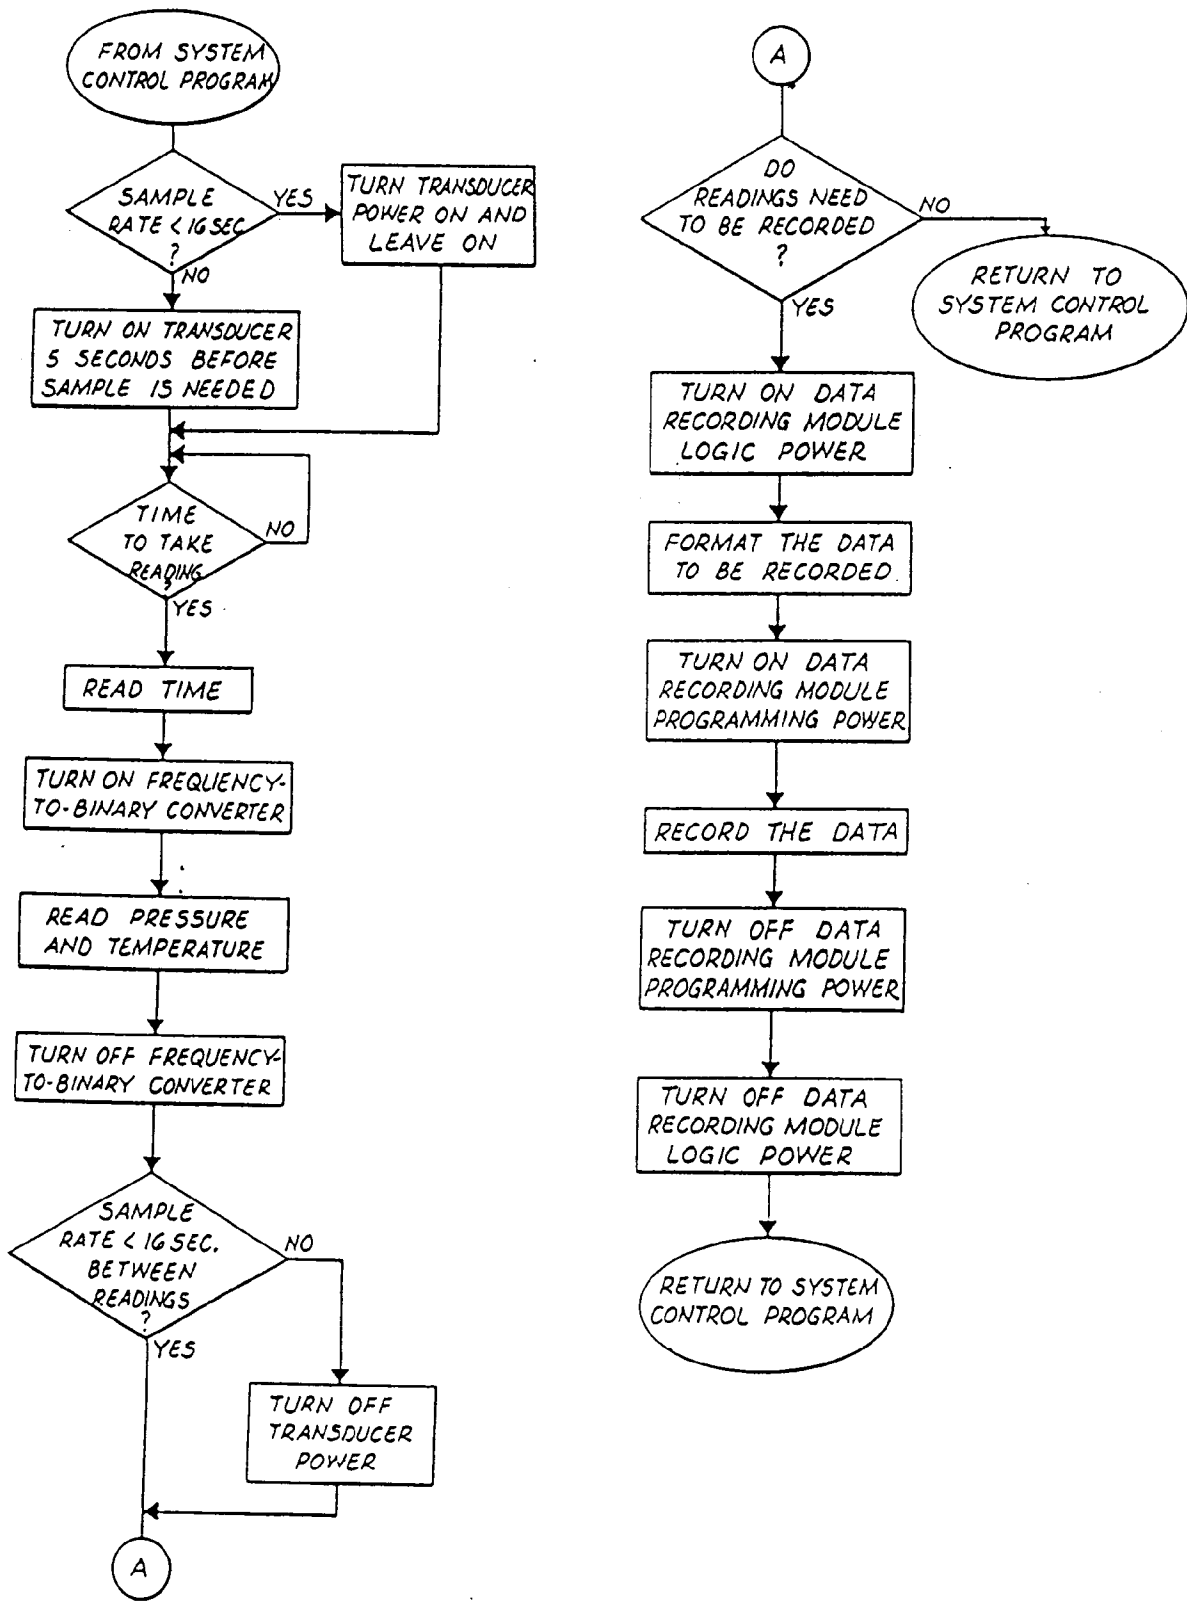 FROM SYSTEM
CONTROL PROGRAM
SAMPLE
RATE < 16 SEC
?
YES
NO
TURN TRANSDUCER
POWER ON AND
LEAVE ON
TURN ON TRANSDUCER
5 SECONDS BEFORE
SAMPLE IS NEEDED
TIME
TO TAKE
READING
?
NO
YES
READ TIME
TURN ON FREQUENCY-
TO-BINARY CONVERTER
READ PRESSURE
AND TEMPERATURE
TURN OFF FREQUENCY-
TO-BINARY CONVERTER
SAMPLE
RATE < 16 SEC.
BETWEEN
READINGS
?
NO
YES
TURN OFF
TRANSDUCER
POWER
A
A
DO
READINGS NEED
TO BE RECORDED
?
NO
YES
RETURN TO
SYSTEM CONTROL
PROGRAM
TURN ON DATA
RECORDING MODULE
LOGIC POWER
FORMAT THE DATA
TO BE RECORDED
TURN ON DATA
RECORDING MODULE
PROGRAMMING POWER
RECORD THE DATA
TURN OFF DATA
RECORDING MODULE
PROGRAMMING POWER
TURN OFF DATA
RECORDING MODULE
LOGIC POWER
RETURN TO SYSTEM
CONTROL PROGRAM